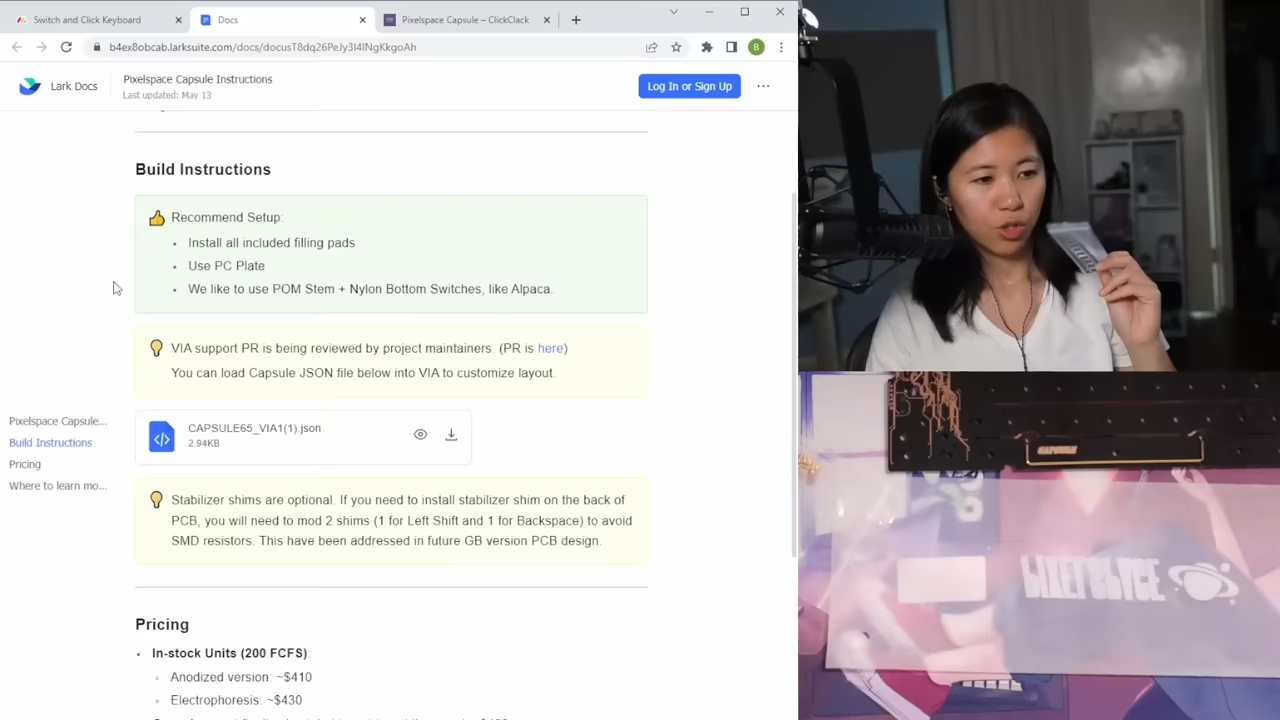 Switch and Click Keyboard
Docs
Pixelspace Capsule – ClickClack
b4ex8obcab.larksuite.com/docs/docusT8dq26PeJy3l4lNgKkgoAh
B
Lark Docs
Pixelspace Capsule Instructions
Last updated: May 13
Log In or Sign Up
Build Instructions
👍 Recommend Setup:
• Install all included filling pads
• Use PC Plate
• We like to use POM Stem + Nylon Bottom Switches, like Alpaca.
VIA support PR is being reviewed by project maintainers. (PR is here)
You can load Capsule JSON file below into VIA to customize layout.
CAPSULE65_VIA1(1).json
2.94KB
Stabilizer shims are optional. If you need to install stabilizer shim on the back of
PCB, you will need to mod 2 shims (1 for Left Shift and 1 for Backspace) to avoid
SMD resistors. This have been addressed in future GB version PCB design.
Pixelspace Capsule...
Build Instructions
Pricing
Where to learn mo...
Pricing
• In-stock Units (200 FCFS):
Anodized version: ~$410
Electrophoresis: ~$430
CAPSULE